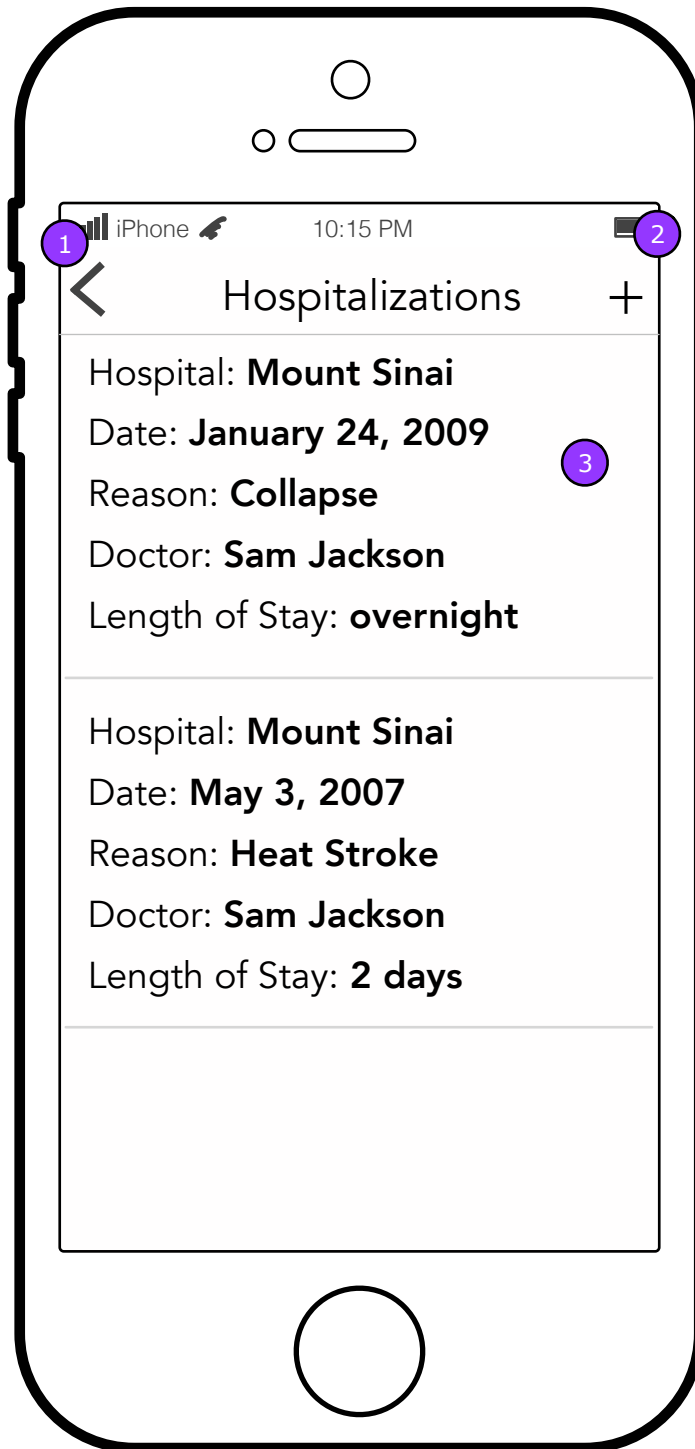 iPhone 10:15 PM
1
2
Hospitalizations +
Hospital: Mount Sinai
Date: January 24, 2009
3
Reason: Collapse
Doctor: Sam Jackson
Length of Stay: overnight
Hospital: Mount Sinai
Date: May 3, 2007
Reason: Heat Stroke
Doctor: Sam Jackson
Length of Stay: 2 days